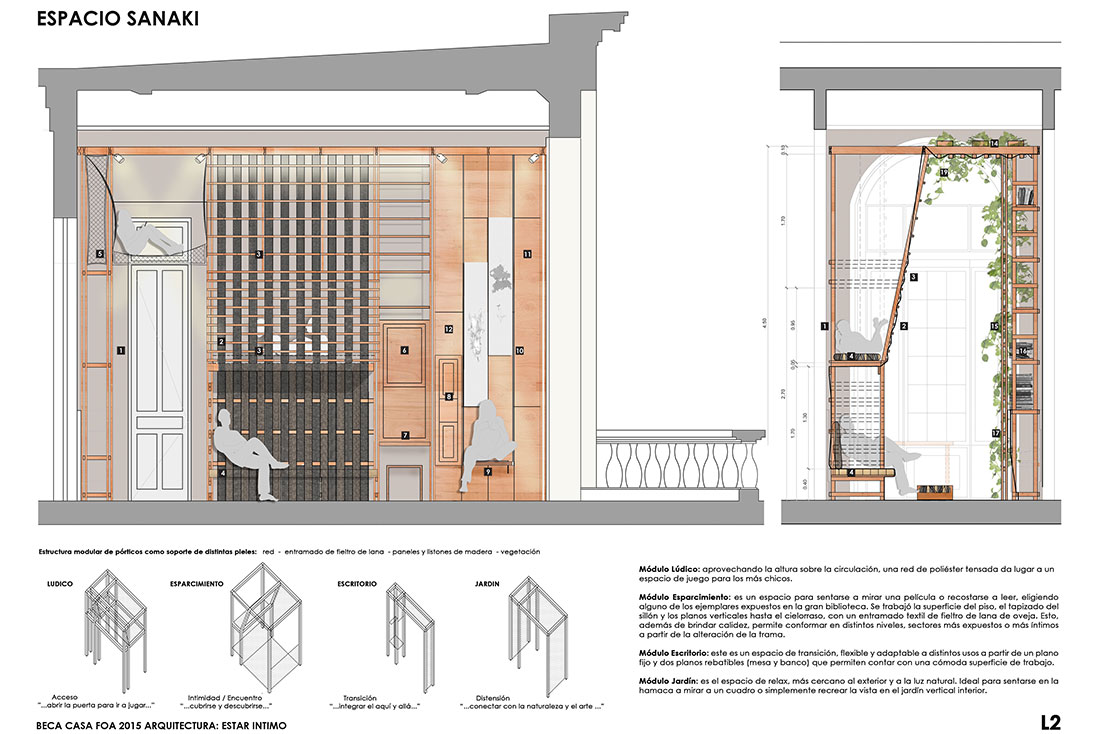 ESPACIO SANAKI
5
1
3
2
3
4
6
7
12
8
11
10
9
14
19
3
1
2
4
15
16
17
4
0.10
1.70
4.50
0.95
0.05
2.70
1.30
1.70
0.40
Estructura modular de pórticos como soporte de distintas pieles: red - entramado de fieltro de lana - paneles y listones de madera - vegetación
LUDICO
ESPARCIMIENTO
ESCRITORIO
JARDIN
Acceso
"...abrir la puerta para ir a jugar..."
Intimidad / Encuentro
"...cubrirse y descubrirse..."
Transición
"...integrar el aquí y allá..."
Distensión
"...conectar con la naturaleza y el arte ..."
Módulo Lúdico: aprovechando la altura sobre la circulación, una red de poliéster tensada da lugar a un
espacio de juego para los más chicos.
Módulo Esparcimiento: es un espacio para sentarse a mirar una película o recostarse a leer, eligiendo
alguno de los ejemplares expuestos en la gran biblioteca. Se trabajó la superficie del piso, el tapizado del
sillón y los planos verticales hasta el cielorraso, con un entramado textil de fieltro de lana de oveja. Esto,
además de brindar calidez, permite conformar en distintos niveles, sectores más expuestos o más íntimos
a partir de la alteración de la trama.
Módulo Escritorio: este es un espacio de transición, flexible y adaptable a distintos usos a partir de un plano
fijo y dos planos rebatibles (mesa y banco) que permiten contar con una cómoda superficie de trabajo.
Módulo Jardín: es el espacio de relax, más cercano al exterior y a la luz natural. Ideal para sentarse en la
hamaca a mirar a un cuadro o simplemente recrear la vista en el jardín vertical interior.
BECA CASA FOA 2015 ARQUITECTURA: ESTAR INTIMO
L2